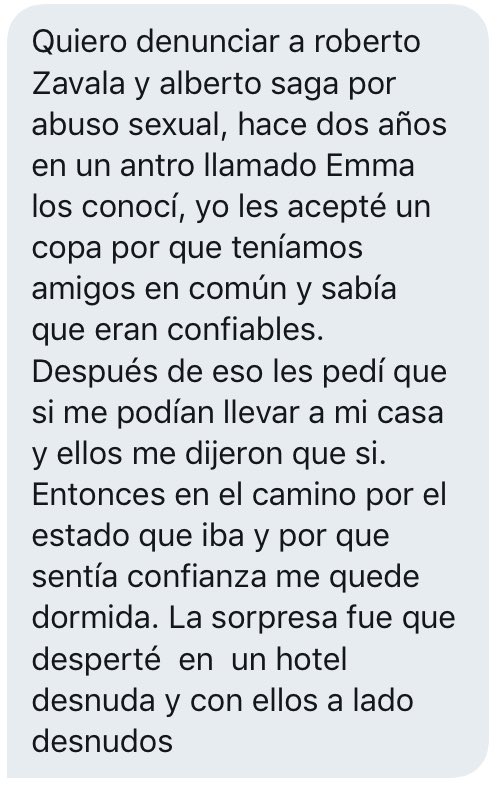 Quiero denunciar a roberto
Zavala y alberto saga por
abuso sexual, hace dos años
en un antro llamado Emma
los conocí, yo les acepté un
copa por que teníamos
amigos en común y sabía
que eran confiables.
Después de eso les pedí que
si me podían llevar a mi casa
y ellos me dijeron que si.
Entonces en el camino por el
estado que iba y por que
sentía confianza me quede
dormida. La sorpresa fue que
desperté  en  un hotel
desnuda y con ellos a lado
desnudos